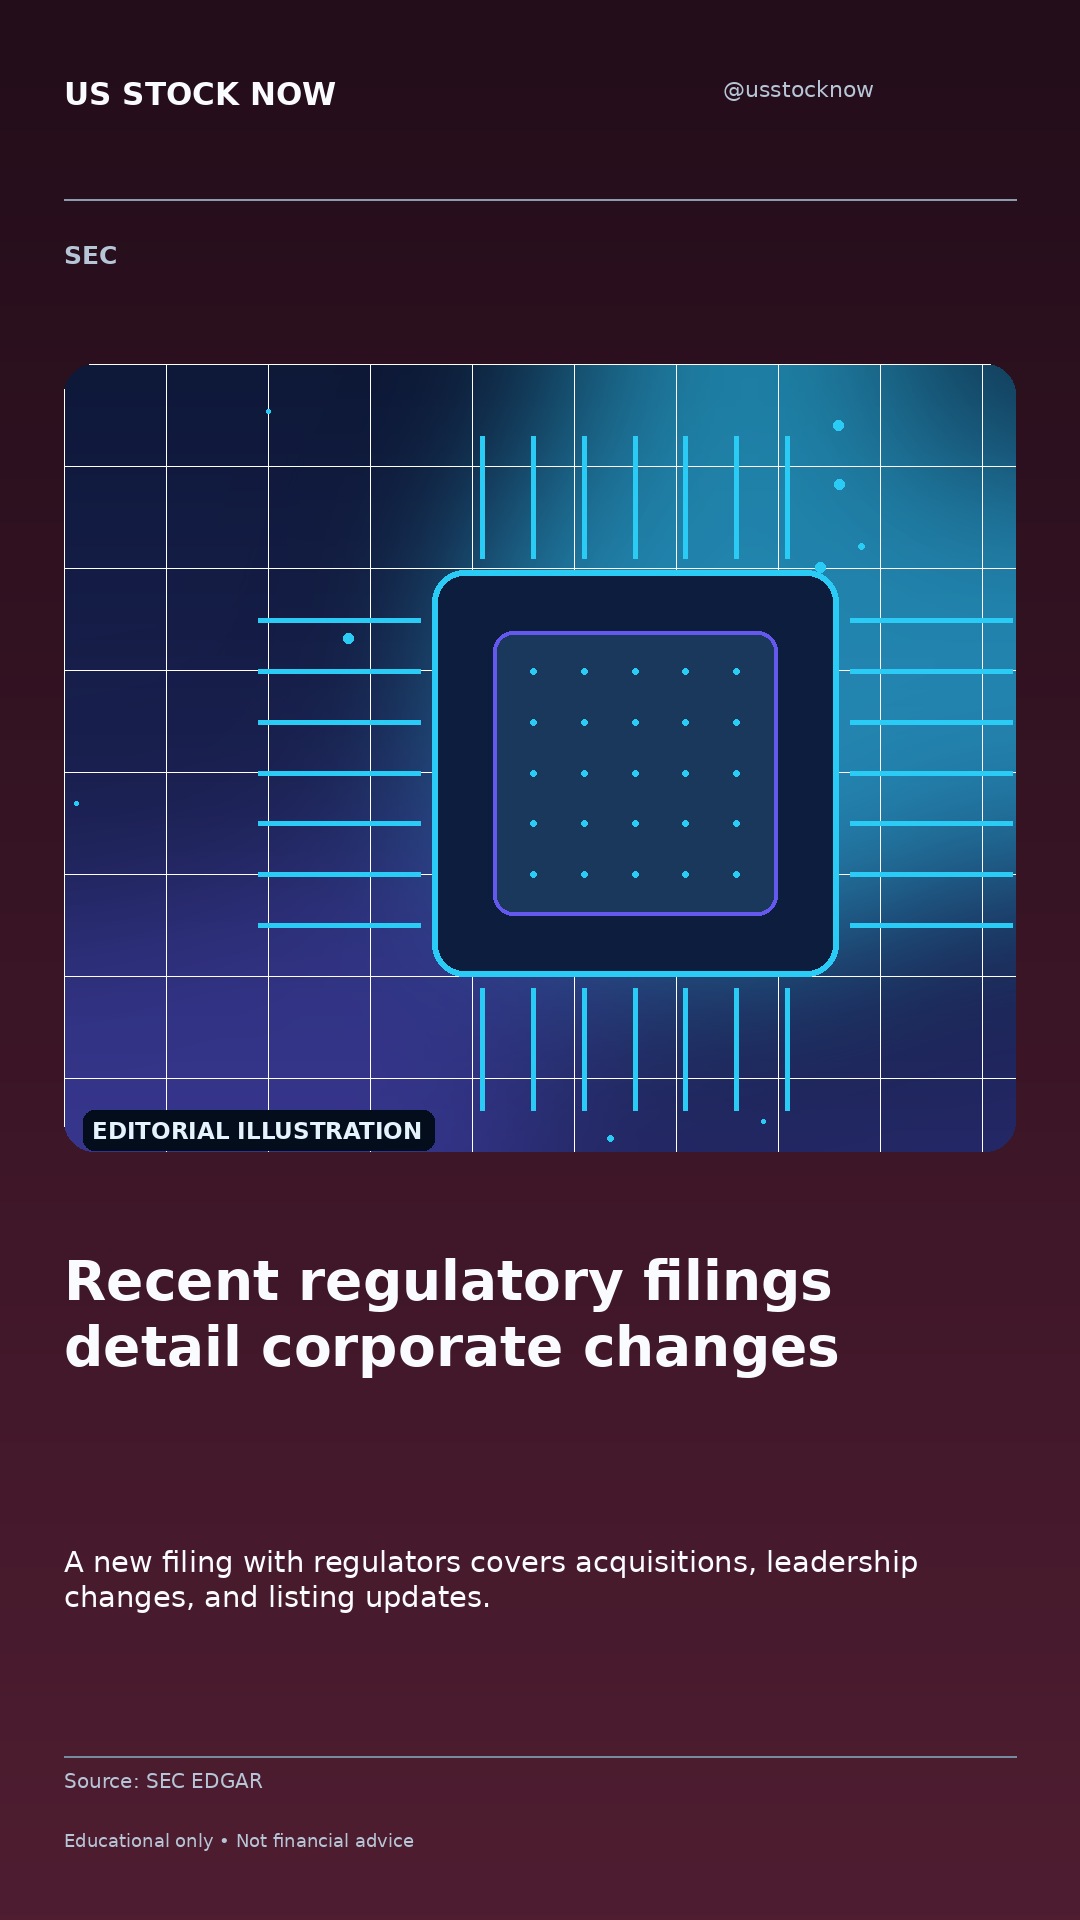 US STOCK NOW
@usstocknow
SEC
EDITORIAL ILLUSTRATION
Recent regulatory filings
detail corporate changes
A new filing with regulators covers acquisitions, leadership
changes, and listing updates.
Source: SEC EDGAR
Educational only • Not financial advice